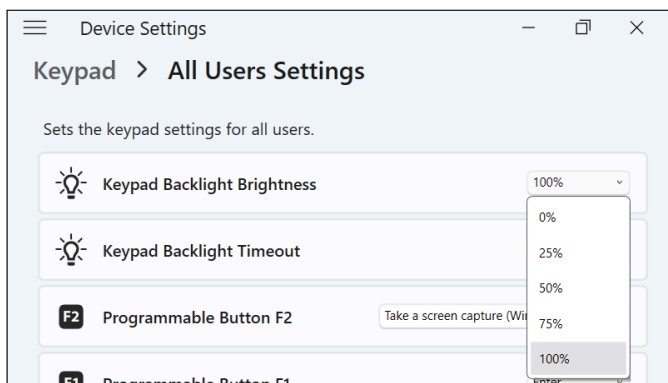 Device Settings
Keypad > All Users Settings
Sets the keypad settings for all users.
Keypad Backlight Brightness 100%
0%
Keypad Backlight Timeout 25%
50%
F2 Programmable Button F2 Take a screen capture (Wi
75%
100%
F1 Programmable Button F1 Enter